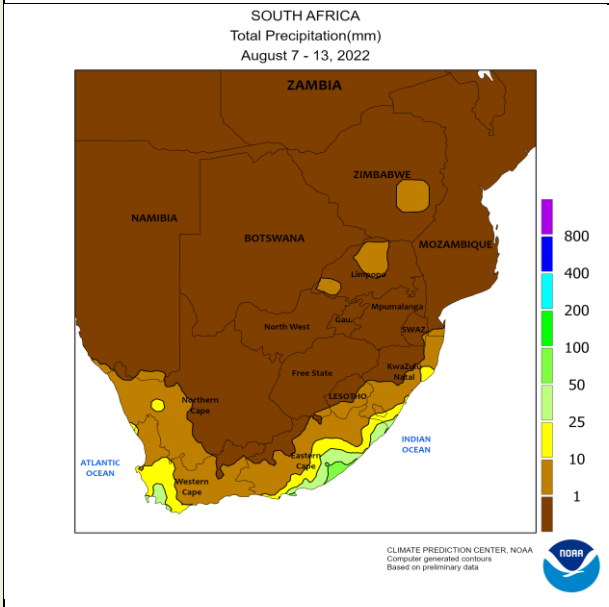 SOUTH AFRICA
Total Precipitation(mm)
August 7 - 13, 2022
ZAMBIA
ZIMBABWE
NAMIBIA
BOTSWANA
MOZAMBIQUE
Limpopo
Mpumalanga
North West
Gau.
SWAZ.
Free State
KwaZulu
Natal
LESOTHO
Northern
Cape
Eastern
Cape
Western
Cape
ATLANTIC
OCEAN
INDIAN
OCEAN
800
400
200
100
50
25
10
1
CLIMATE PREDICTION CENTER, NOAA
Computer generated contours
Based on preliminary data
NOAA